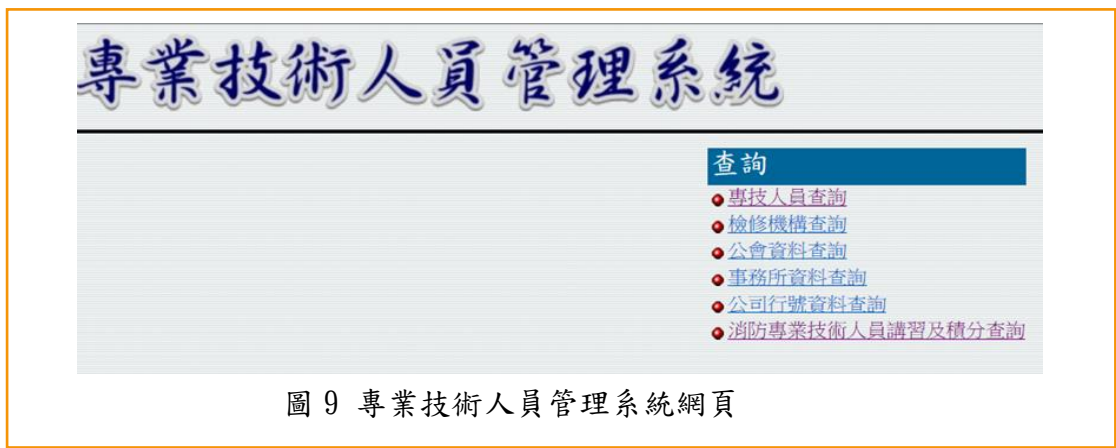 專業技術人員管理系統
查詢
專技人員查詢
檢修機構查詢
公會資料查詢
事務所資料查詢
公司行號資料查詢
消防專業技術人員講習及積分查詢
圖 9 專業技術人員管理系統網頁